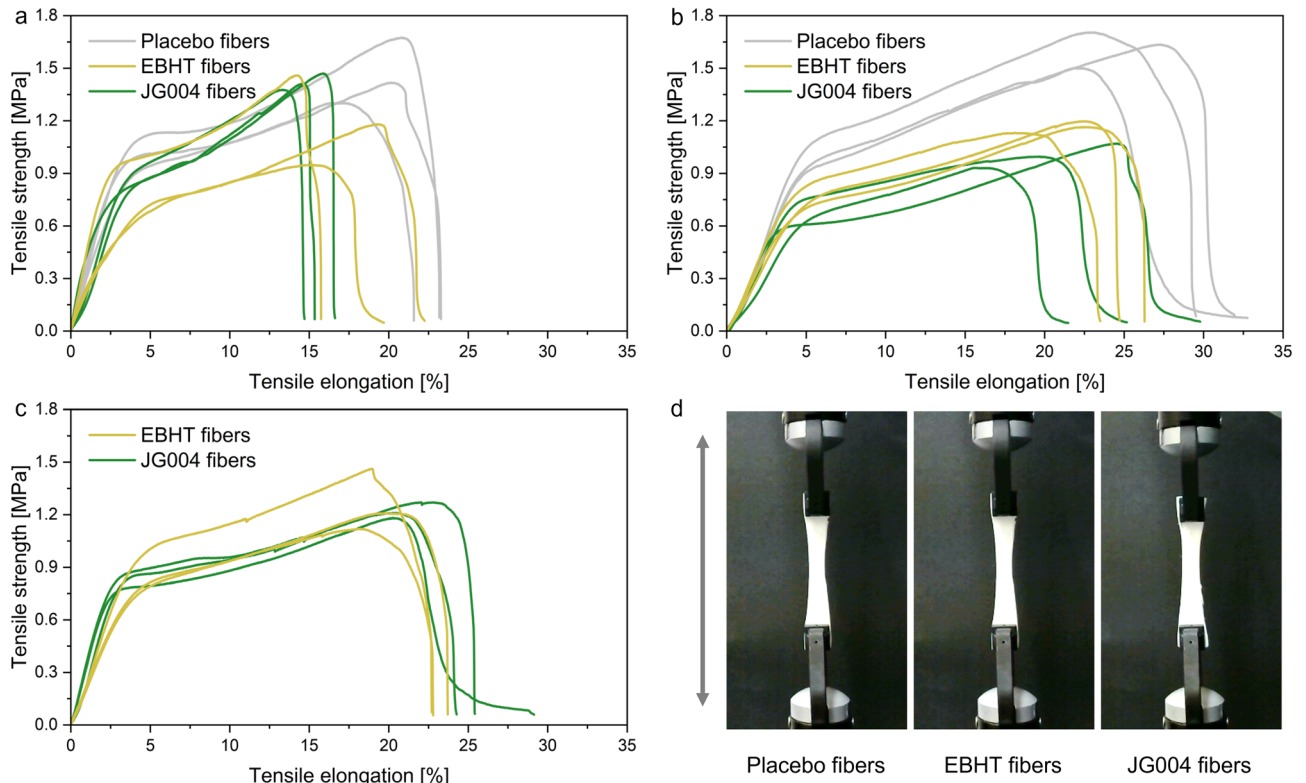 a
1.8
1.5
1.2
0.9
0.6
0.3
0.0
Tensile strength [MPa]
Placebo fibers
EBHT fibers
JG004 fibers
0 5 10 15 20 25 30 35
Tensile elongation [%]
b
1.8
1.5
1.2
0.9
0.6
0.3
0.0
Tensile strength [MPa]
Placebo fibers
EBHT fibers
JG004 fibers
0 5 10 15 20 25 30 35
Tensile elongation [%]
c
1.8
1.5
1.2
0.9
0.6
0.3
0.0
Tensile strength [MPa]
EBHT fibers
JG004 fibers
0 5 10 15 20 25 30 35
Tensile elongation [%]
d
Placebo fibers EBHT fibers JG004 fibers